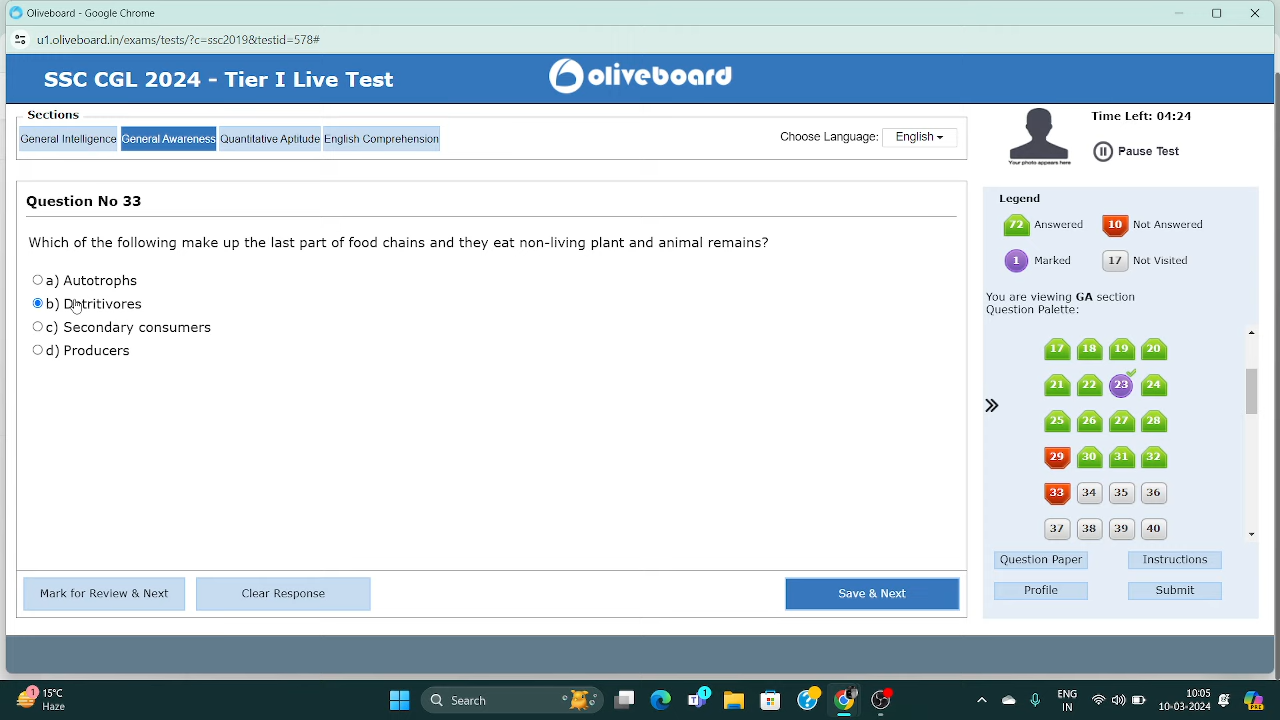 Oliveboard - Google Chrome
u1.oliveboard.in/exams/tests/?c=ssc2019&testid=578#
SSC CGL 2024 - Tier I Live Test
oliveboard
Sections
General Intelligence General Awareness Quantitative Aptitude English Comprehension
Choose Language: English
Your photo appears here
Time Left: 04:24
Pause Test
Question No 33
Which of the following make up the last part of food chains and they eat non-living plant and animal remains?
a) Autotrophs
b) Detritivores
c) Secondary consumers
d) Producers
Mark for Review & Next
Clear Response
Save & Next
Legend
72 Answered 10 Not Answered
1 Marked 17 Not Visited
You are viewing GA section
Question Palette:
17 18 19 20
21 22 23 24
25 26 27 28
29 30 31 32
33 34 35 36
37 38 39 40
Question Paper Instructions
Profile Submit
1
15°C
Haze
Search
1
ENG
IN
10:05
10-03-2024